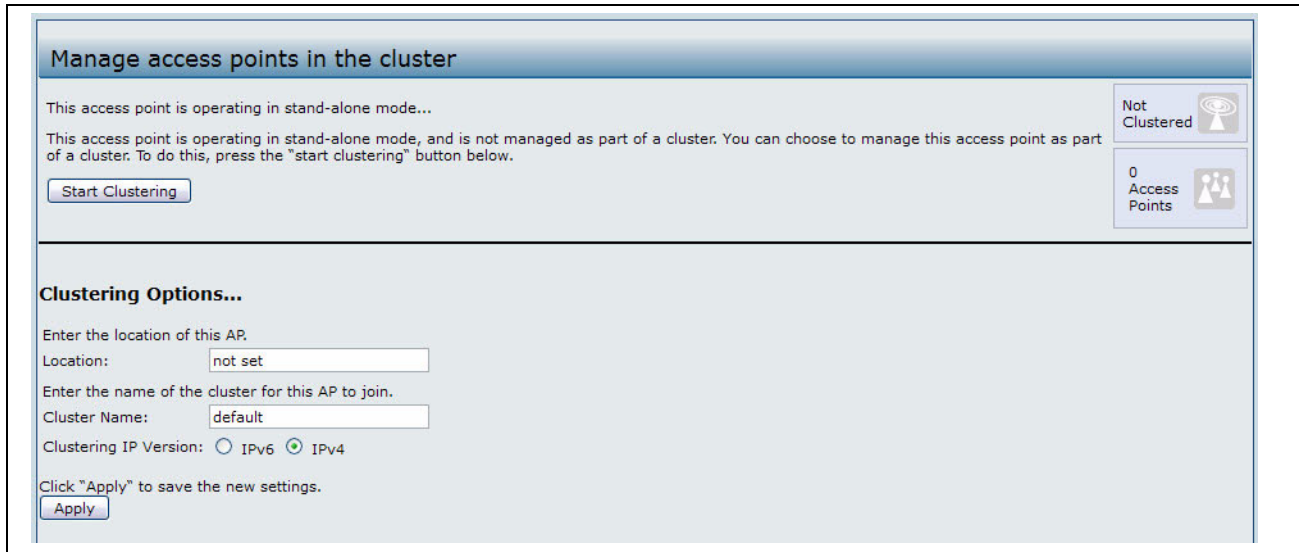 Manage access points in the cluster
This access point is operating in stand-alone mode...
This access point is operating in stand-alone mode, and is not managed as part of a cluster. You can choose to manage this access point as part
of a cluster. To do this, press the "start clustering" button below.
Start Clustering
Not
Clustered
0
Access
Points
Clustering Options...
Enter the location of this AP.
Location: not set
Enter the name of the cluster for this AP to join.
Cluster Name: default
Clustering IP Version: IPv6 IPv4
Click "Apply" to save the new settings.
Apply